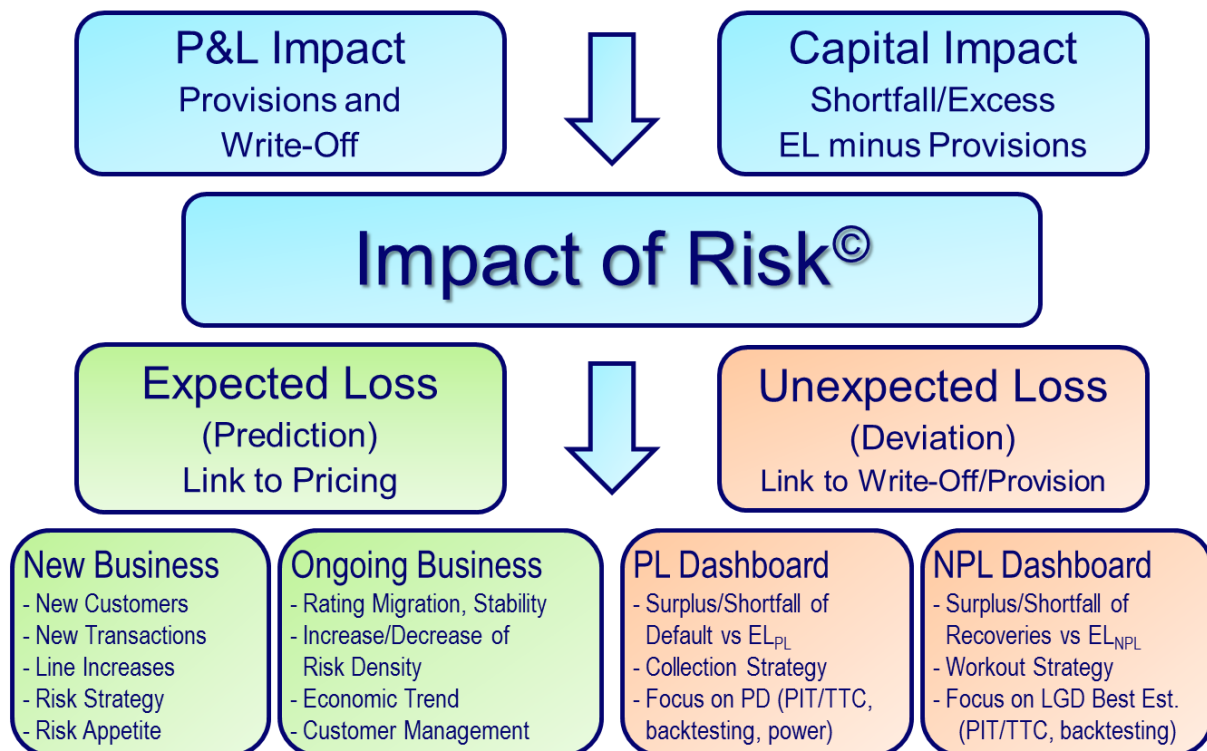 P&L Impact
Provisions and
Write-Off
Capital Impact
Shortfall/Excess
EL minus Provisions
Impact of Risk©
Expected Loss
(Prediction)
Link to Pricing
Unexpected Loss
(Deviation)
Link to Write-Off/Provision
New Business
- New Customers
- New Transactions
- Line Increases
- Risk Strategy
- Risk Appetite
Ongoing Business
- Rating Migration, Stability
- Increase/Decrease of
Risk Density
- Economic Trend
- Customer Management
PL Dashboard
- Surplus/Shortfall of
Default vs ELPL
- Collection Strategy
- Focus on PD (PIT/TTC,
backtesting, power)
NPL Dashboard
- Surplus/Shortfall of
Recoveries vs ELNPL
- Workout Strategy
- Focus on LGD Best Est.
(PIT/TTC, backtesting)